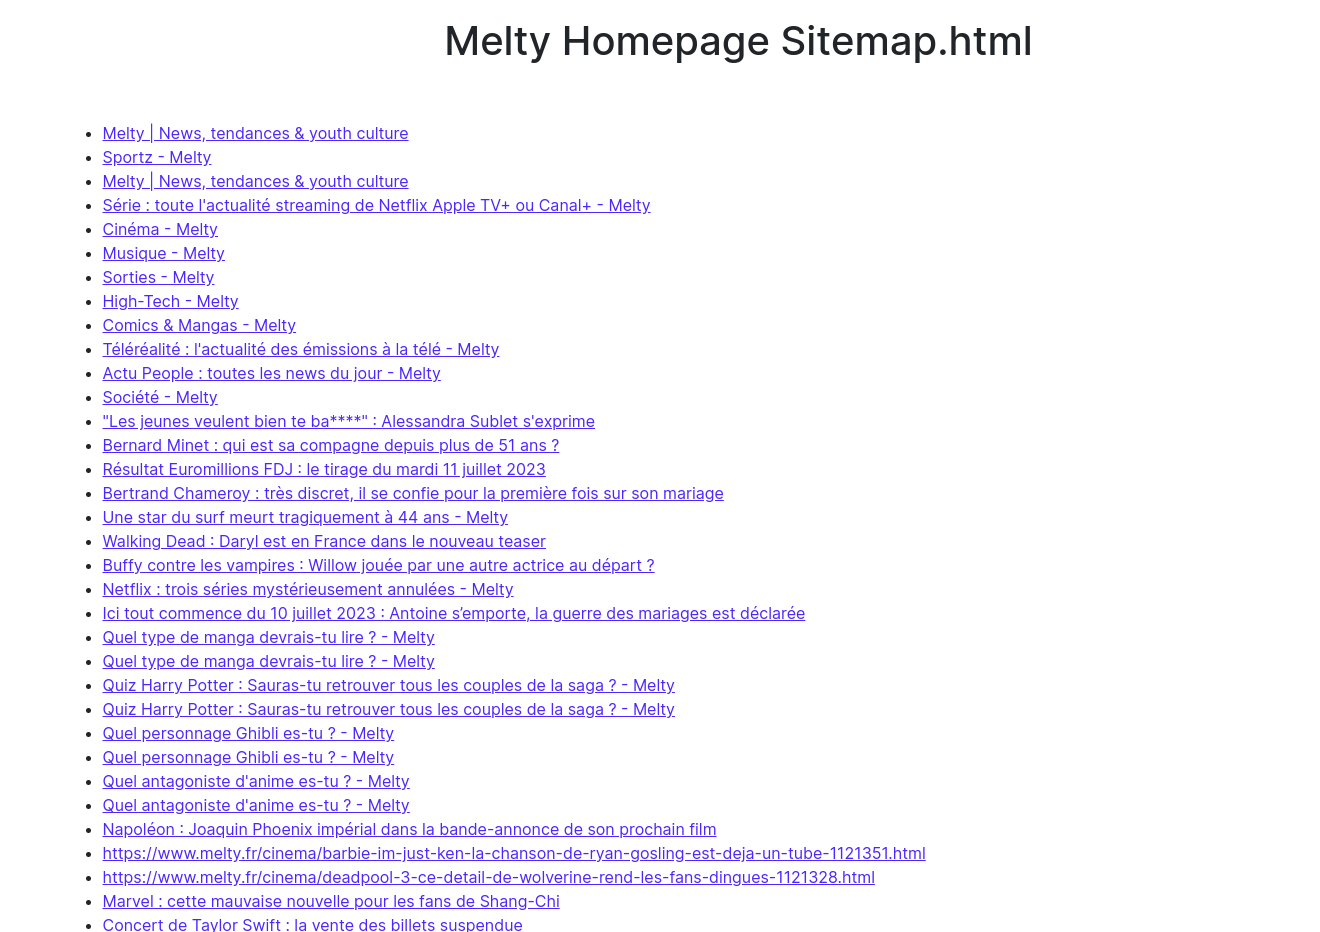 Melty Homepage Sitemap.html
Melty | News, tendances & youth culture
Sportz - Melty
Melty | News, tendances & youth culture
Série : toute l'actualité streaming de Netflix Apple TV+ ou Canal+ - Melty
Cinéma - Melty
Musique - Melty
Sorties - Melty
High-Tech - Melty
Comics & Mangas - Melty
Téléréalité : l'actualité des émissions à la télé - Melty
Actu People : toutes les news du jour - Melty
Société - Melty
"Les jeunes veulent bien te ba****" : Alessandra Sublet s'exprime
Bernard Minet : qui est sa compagne depuis plus de 51 ans ?
Résultat Euromillions FDJ : le tirage du mardi 11 juillet 2023
Bertrand Chameroy : très discret, il se confie pour la première fois sur son mariage
Une star du surf meurt tragiquement à 44 ans - Melty
Walking Dead : Daryl est en France dans le nouveau teaser
Buffy contre les vampires : Willow jouée par une autre actrice au départ ?
Netflix : trois séries mystérieusement annulées - Melty
Ici tout commence du 10 juillet 2023 : Antoine s’emporte, la guerre des mariages est déclarée
Quel type de manga devrais-tu lire ? - Melty
Quel type de manga devrais-tu lire ? - Melty
Quiz Harry Potter : Sauras-tu retrouver tous les couples de la saga ? - Melty
Quiz Harry Potter : Sauras-tu retrouver tous les couples de la saga ? - Melty
Quel personnage Ghibli es-tu ? - Melty
Quel personnage Ghibli es-tu ? - Melty
Quel antagoniste d'anime es-tu ? - Melty
Quel antagoniste d'anime es-tu ? - Melty
Napoléon : Joaquin Phoenix impérial dans la bande-annonce de son prochain film
https://www.melty.fr/cinema/barbie-im-just-ken-la-chanson-de-ryan-gosling-est-deja-un-tube-1121351.html
https://www.melty.fr/cinema/deadpool-3-ce-detail-de-wolverine-rend-les-fans-dingues-1121328.html
Marvel : cette mauvaise nouvelle pour les fans de Shang-Chi
Concert de Taylor Swift : la vente des billets suspendue